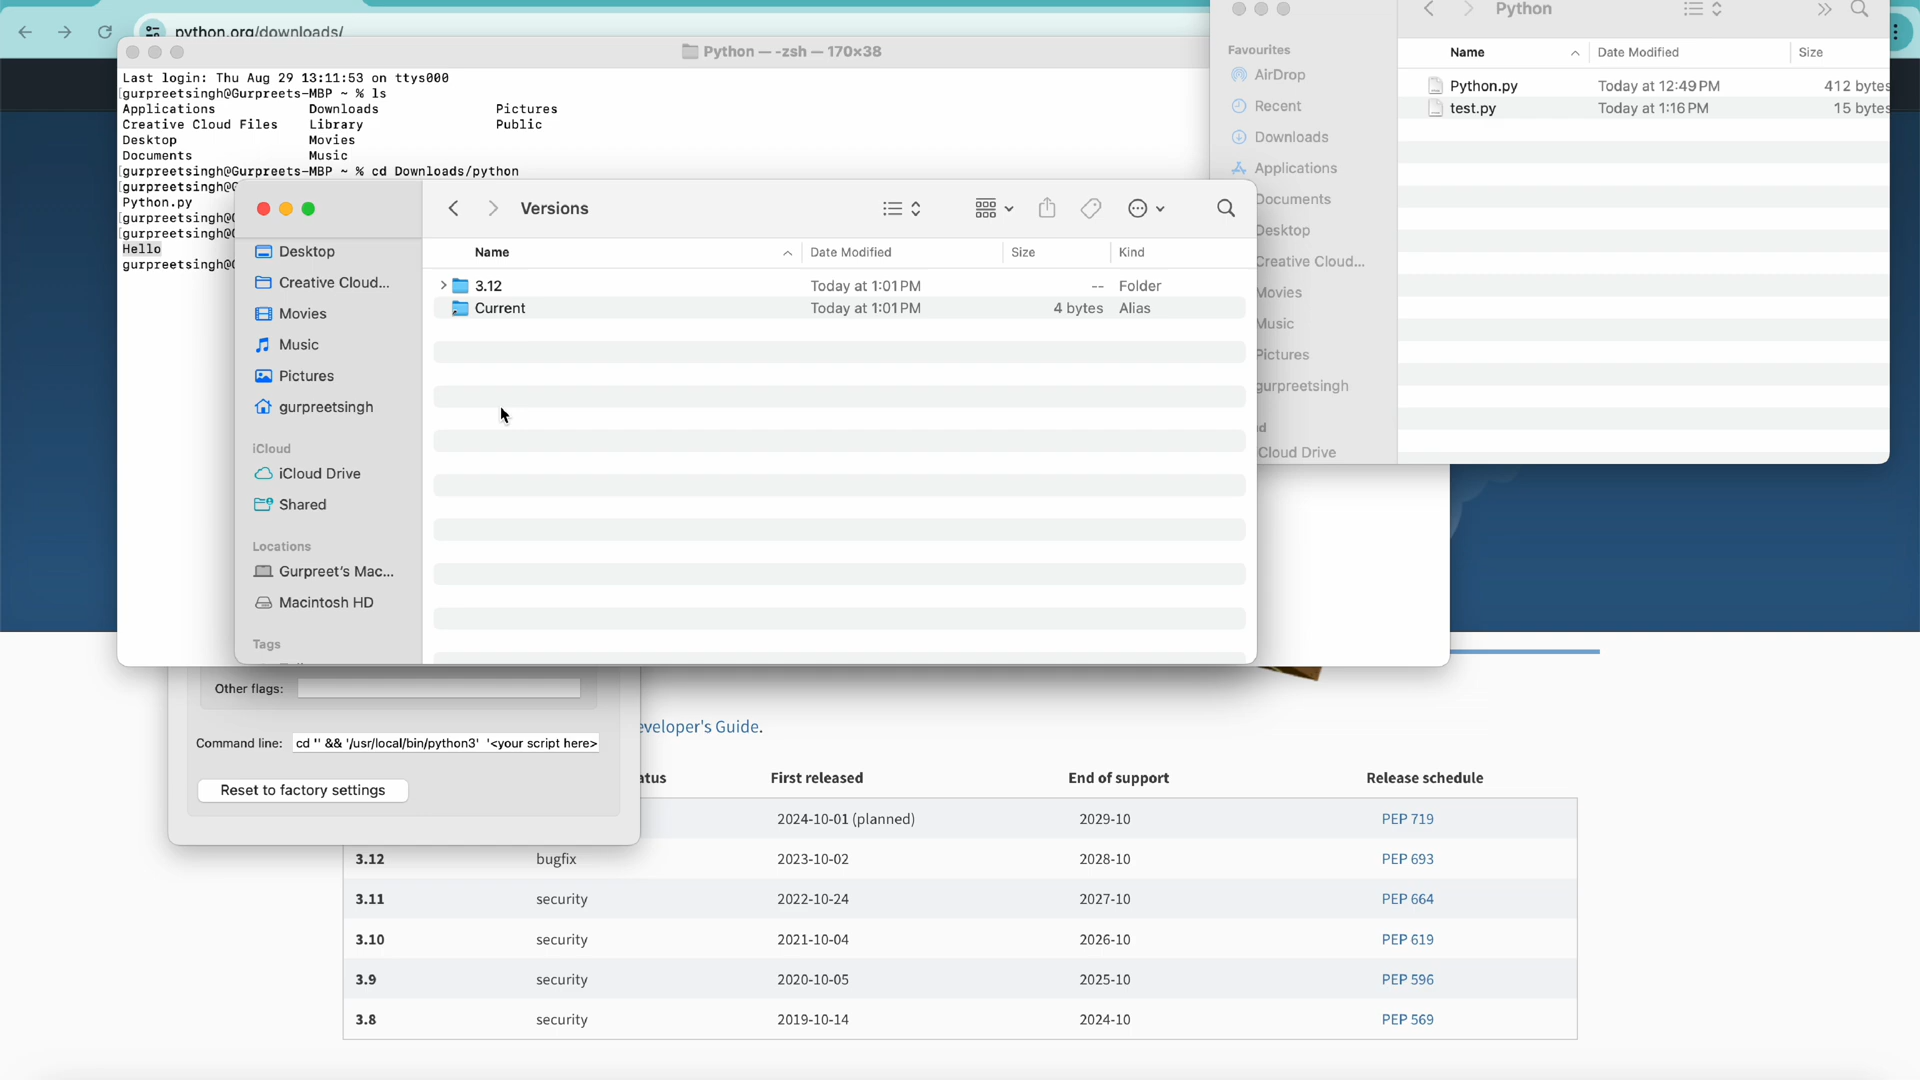 python.org/downloads/
Python — -zsh — 170×38
Last login: Thu Aug 29 13:11:53 on ttys000
[gurpreetsingh@Gurpreets-MBP ~ % ls
Applications Downloads Pictures
Creative Cloud Files Library Public
Desktop Movies
Documents Music
[gurpreetsingh@Gurpreets-MBP ~ % cd Downloads/python
[gurpreetsingh@
Python.py
[gurpreetsingh@
[gurpreetsingh@
Hello
gurpreetsingh@
Python
Favourites
AirDrop
Recent
Downloads
Applications
Documents
Desktop
Creative Cloud...
Movies
Music
Pictures
gurpreetsingh
Cloud Drive
Name Date Modified Size
Python.py Today at 12:49 PM 412 bytes
test.py Today at 1:16 PM 15 bytes
Versions
Desktop
Creative Cloud...
Movies
Music
Pictures
gurpreetsingh
iCloud
iCloud Drive
Shared
Locations
Gurpreet's Mac...
Macintosh HD
Tags
Name Date Modified Size Kind
3.12 Today at 1:01 PM -- Folder
Current Today at 1:01 PM 4 bytes Alias
Other flags:
Command line: cd '' && '/usr/local/bin/python3' '<your script here>
Reset to factory settings
eveloper's Guide.
atus First released End of support Release schedule
2024-10-01 (planned) 2029-10 PEP 719
3.12 bugfix 2023-10-02 2028-10 PEP 693
3.11 security 2022-10-24 2027-10 PEP 664
3.10 security 2021-10-04 2026-10 PEP 619
3.9 security 2020-10-05 2025-10 PEP 596
3.8 security 2019-10-14 2024-10 PEP 569